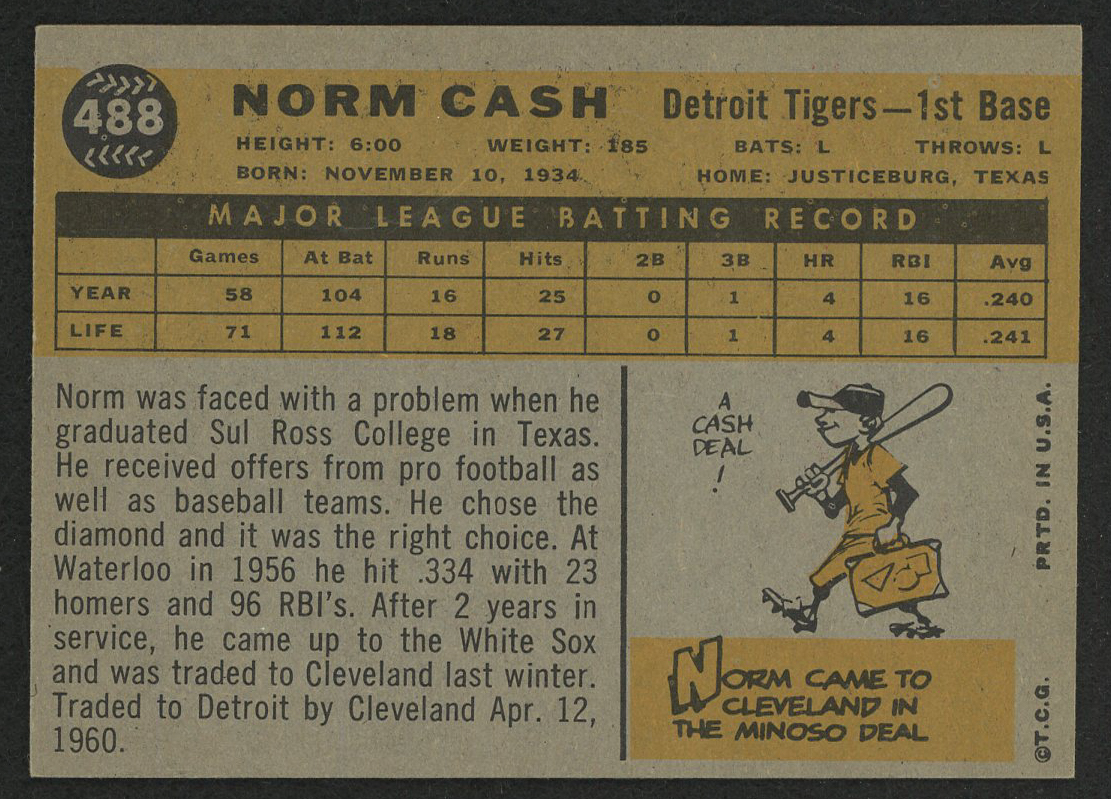 488
NORM CASH Detroit Tigers—1st Base
HEIGHT: 6:00 WEIGHT: 185 BATS: L THROWS: L
BORN: NOVEMBER 10, 1934 HOME: JUSTICEBURG, TEXAS
MAJOR LEAGUE BATTING RECORD
Games At Bat Runs Hits 2B 3B HR RBI Avg
YEAR 58 104 16 25 0 1 4 16 .240
LIFE 71 112 18 27 0 1 4 16 .241
Norm was faced with a problem when he
graduated Sul Ross College in Texas.
He received offers from pro football as
well as baseball teams. He chose the
diamond and it was the right choice. At
Waterloo in 1956 he hit .334 with 23
homers and 96 RBI's. After 2 years in
service, he came up to the White Sox
and was traded to Cleveland last winter.
Traded to Detroit by Cleveland Apr. 12,
1960.
A
CASH
DEAL
!
NORM CAME TO
CLEVELAND IN
THE MINOSO DEAL
PRTD. IN U.S.A.
©T.C.G.